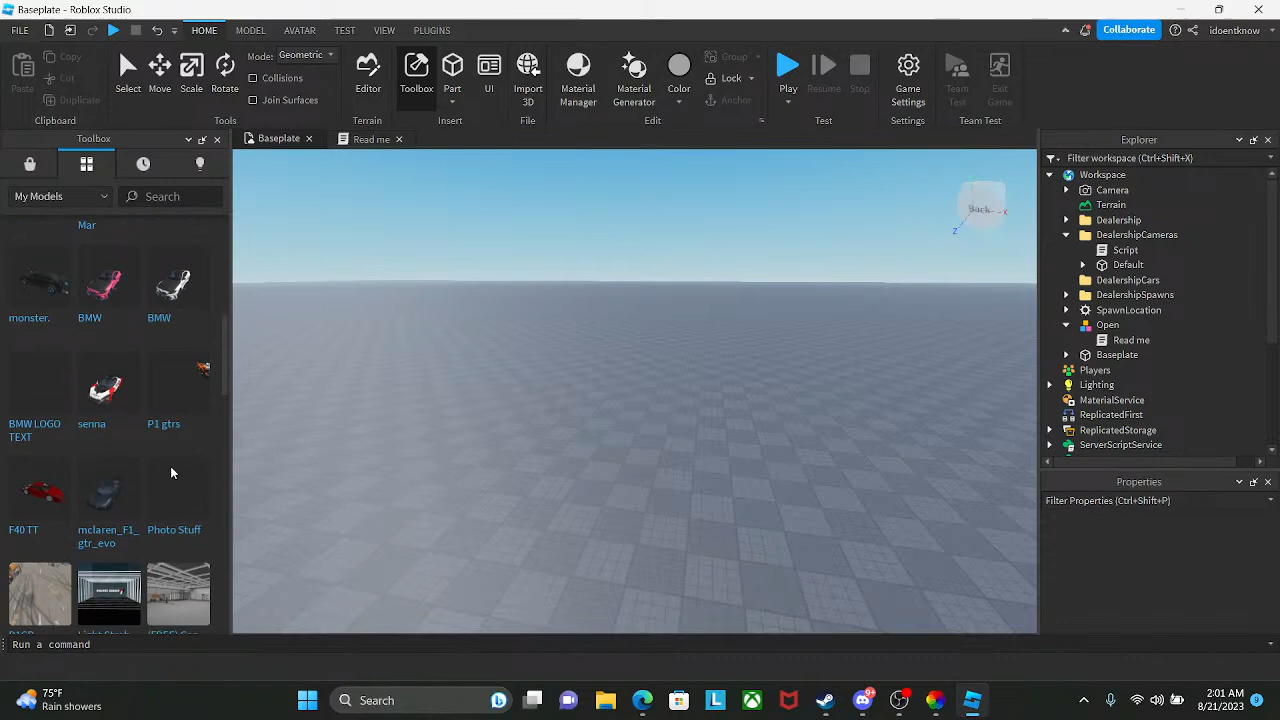 Baseplate - Roblox Studio
FILE
HOME
MODEL
AVATAR
TEST
VIEW
PLUGINS
Collaborate
identknow
Paste
Copy
Cut
Duplicate
Clipboard
Select
Move
Scale
Rotate
Mode:
Geometric
Collisions
Join Surfaces
Tools
Editor
Terrain
Toolbox
Part
UI
Insert
Import
3D
File
Material
Manager
Material
Generator
Color
Group
Lock
Anchor
Edit
Play
Resume
Stop
Test
Game
Settings
Settings
Team
Test
Exit
Game
Team Test
Toolbox
My Models
Search
Mar
monster.
BMW
BMW
BMW LOGO
TEXT
senna
P1 gtrs
F40 TT
mclaren_F1_
gtr_evo
Photo Stuff
Baseplate
Read me
Back
X
Z
Explorer
Filter workspace (Ctrl+Shift+X)
Workspace
Camera
Terrain
Dealership
DealershipCameras
Script
Default
DealershipCars
DealershipSpawns
SpawnLocation
Open
Read me
Baseplate
Players
Lighting
MaterialService
ReplicatedFirst
ReplicatedStorage
ServerScriptService
Properties
Filter Properties (Ctrl+Shift+P)
Run a command
75°F
Rain showers
Search
9+
2:01 AM
8/21/2023